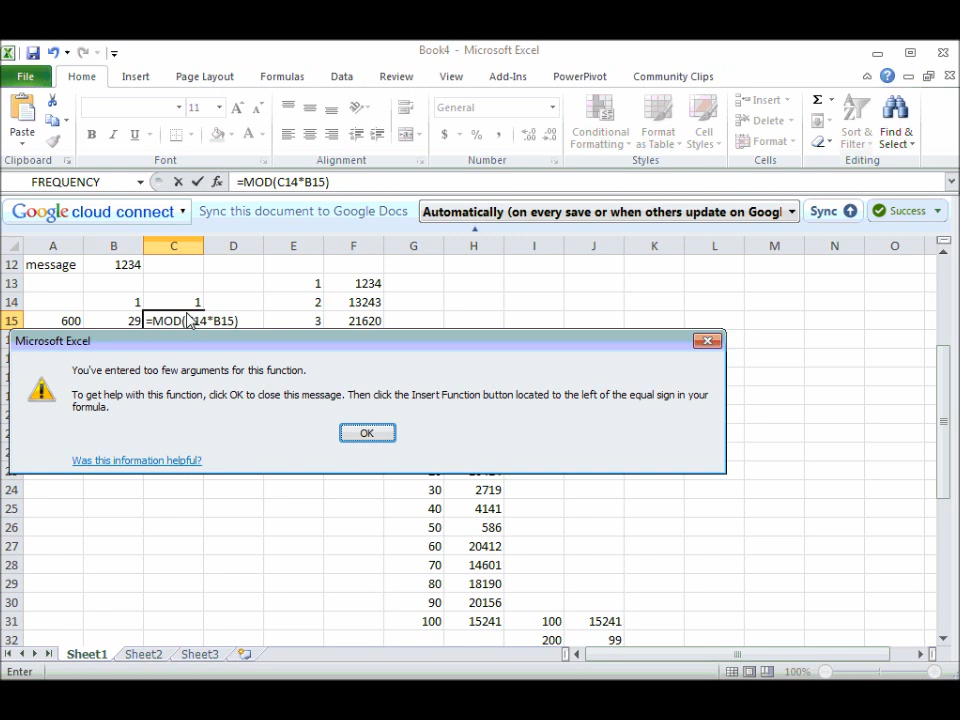 Book4 - Microsoft Excel
File Home Insert Page Layout Formulas Data Review View Add-Ins PowerPivot Community Clips
11 General Insert
Paste Conditional Format Cell Delete Sort & Find &
B I U A $ % , Formatting as Table Styles Format Filter Select
Clipboard Font Alignment Number Styles Cells Editing
FREQUENCY fx =MOD(C14*B15)
Google cloud connect Sync this document to Google Docs Automatically (on every save or when others update on Googl Sync Success
A B C D E F G H I J K L M N O
12 message 1234
13 1 1234
14 1 1 2 13243
15 600 29 =MOD(C14*B15) 3 21620
Microsoft Excel
You've entered too few arguments for this function.
To get help with this function, click OK to close this message. Then click the Insert Function button located to the left of the equal sign in your
formula.
OK
Was this information helpful?
24 30 2719
25 40 4141
26 50 586
27 60 20412
28 70 14601
29 80 18190
30 90 20156
31 100 15241 100 15241
32 200 99
Sheet1 Sheet2 Sheet3
Enter 100%